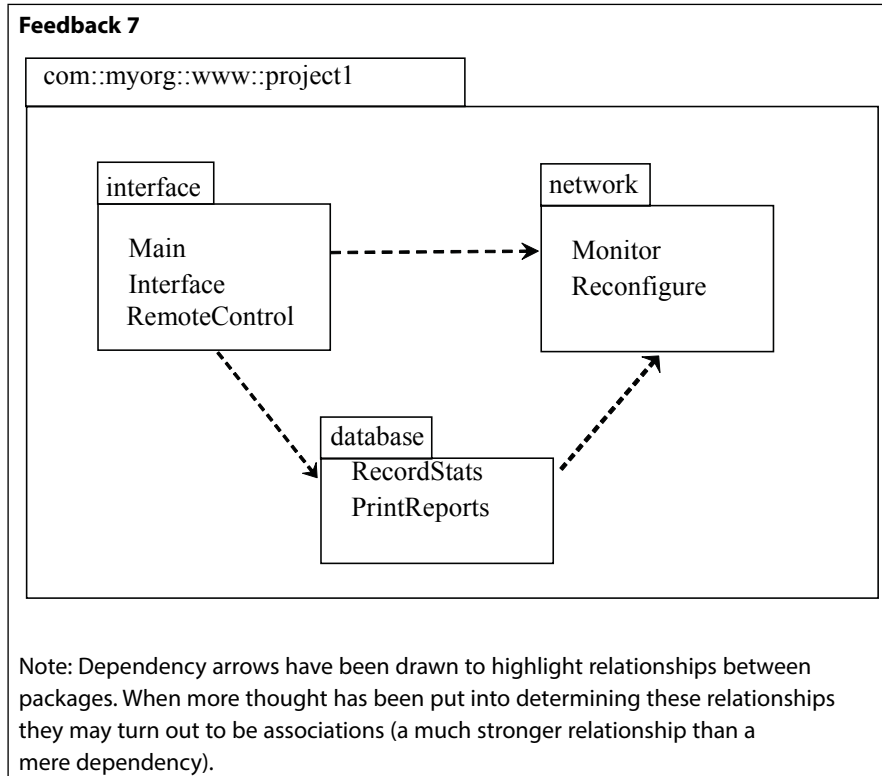 Feedback 7
com::myorg::www::project1
interface
Main
Interface
RemoteControl
network
Monitor
Reconfigure
database
RecordStats
PrintReports
Note: Dependency arrows have been drawn to highlight relationships between
packages. When more thought has been put into determining these relationships
they may turn out to be associations (a much stronger relationship than a
mere dependency).